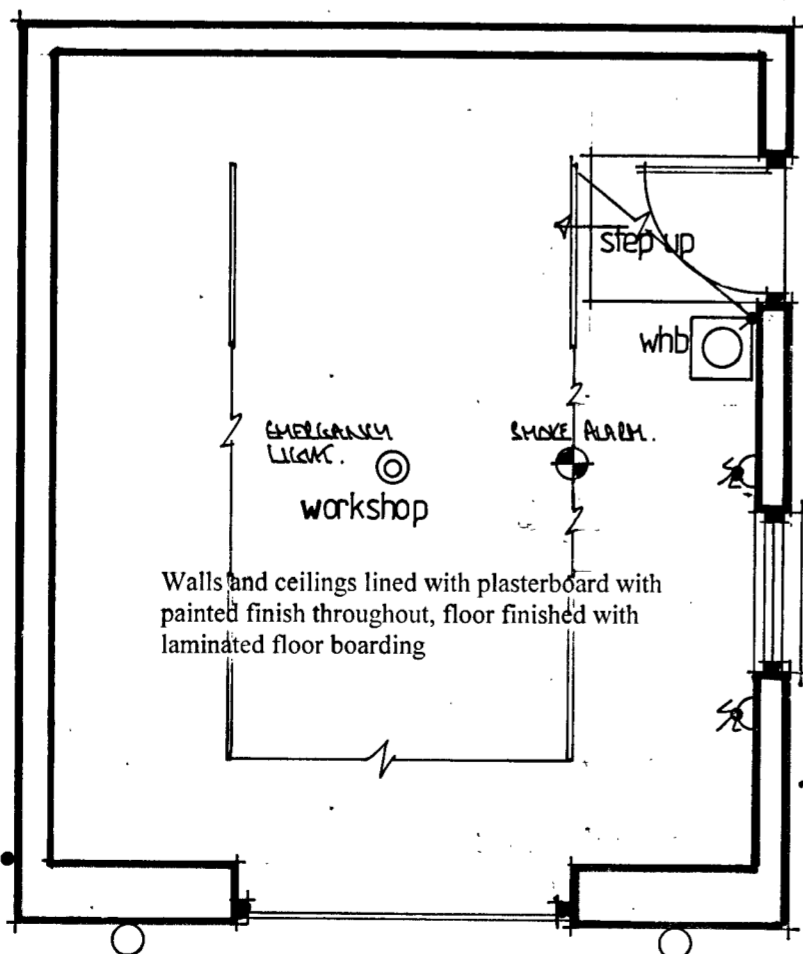 step up
whb
EMERGANCY
LIGHT.
SMOKE ALARM.
workshop
Walls and ceilings lined with plasterboard with
painted finish throughout, floor finished with
laminated floor boarding